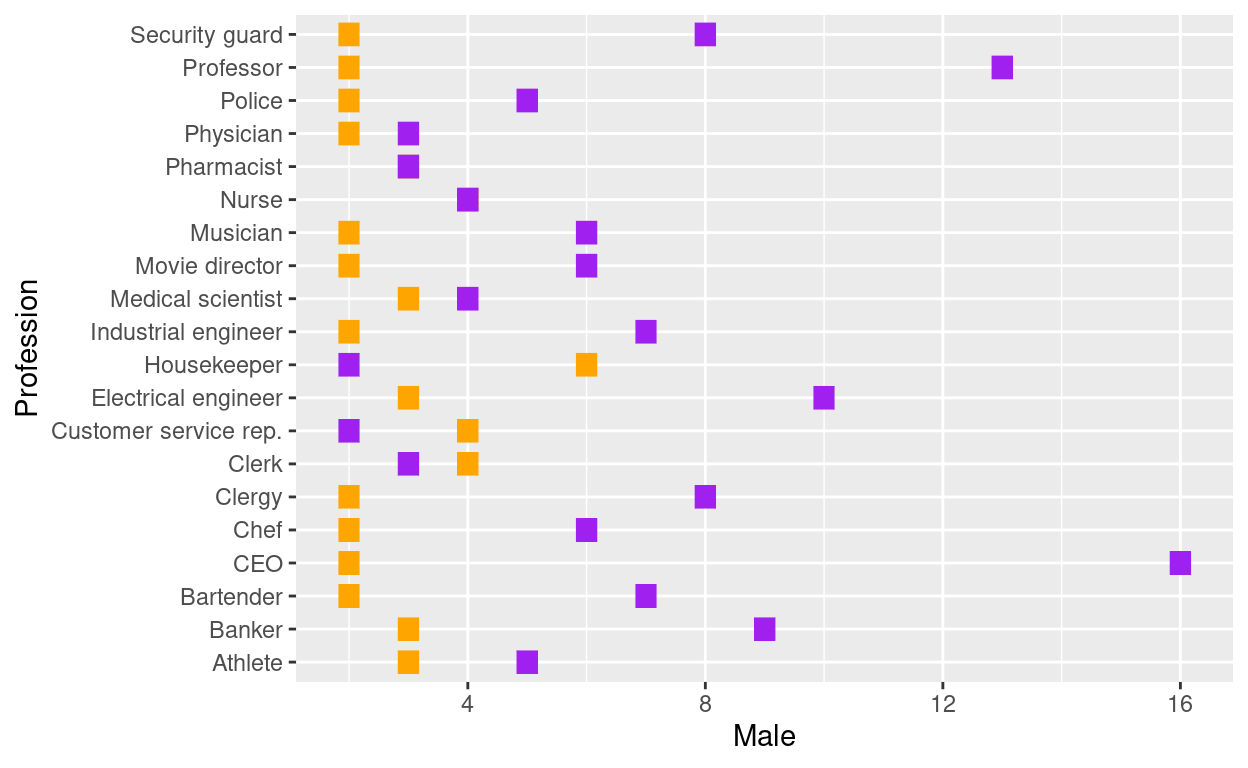 Security guard
Professor
Police
Physician
Pharmacist
Nurse
Musician
Movie director
Medical scientist
Industrial engineer
Housekeeper
Electrical engineer
Customer service rep.
Clerk
Clergy
Chef
CEO
Bartender
Banker
Athlete
Profession
4 8 12 16
Male